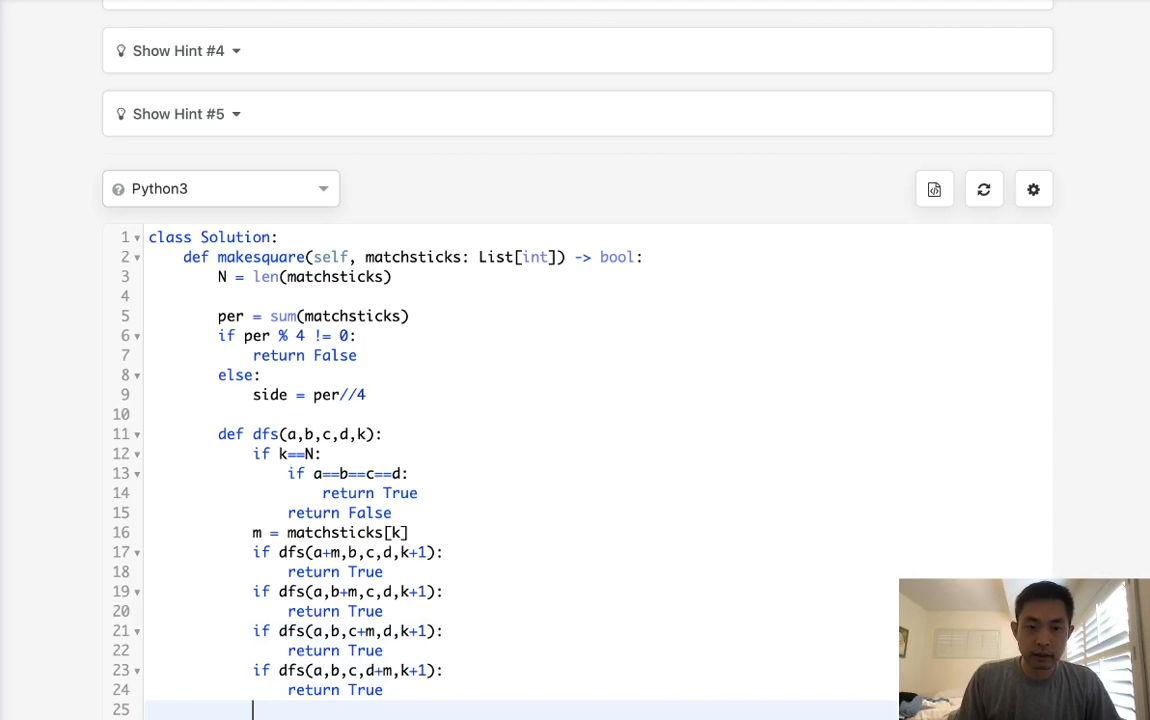 Show Hint #4
Show Hint #5
Python3
1 class Solution:
2 def makesquare(self, matchsticks: List[int]) -> bool:
3 N = len(matchsticks)
4
5 per = sum(matchsticks)
6 if per % 4 != 0:
7 return False
8 else:
9 side = per//4
10
11 def dfs(a,b,c,d,k):
12 if k==N:
13 if a==b==c==d:
14 return True
15 return False
16 m = matchsticks[k]
17 if dfs(a+m,b,c,d,k+1):
18 return True
19 if dfs(a,b+m,c,d,k+1):
20 return True
21 if dfs(a,b,c+m,d,k+1):
22 return True
23 if dfs(a,b,c,d+m,k+1):
24 return True
25